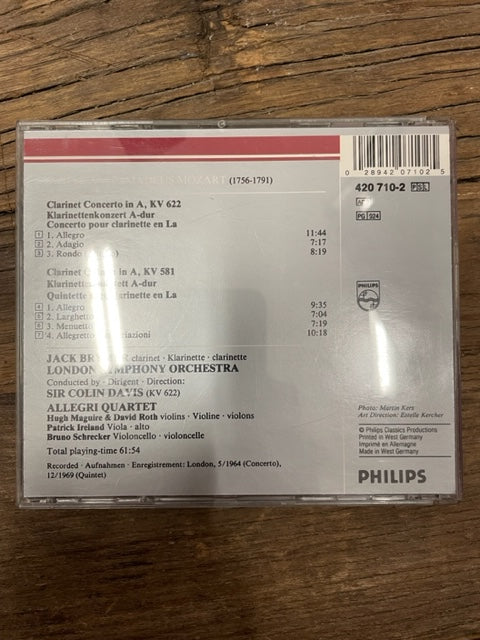 MOZART (1756-1791)
Clarinet Concerto in A, KV 622
Klarinettenkonzert A-dur
Concerto pour clarinette en La
1 1. Allegro 11:44
2 2. Adagio 7:17
3 3. Rondo 8:19
Clarinet in A, KV 581
A-dur
Quintette clarinette en La
4 1. Allegro 9:35
5 2. Larghetto 7:04
6 3. Menuetto 7:19
7 4. Allegretto 10:18
JACK clarinet · Klarinette · clarinette
LONDON SYMPHONY ORCHESTRA
Conducted by · Dirigent · Direction:
SIR COLIN DAVIS (KV 622)
ALLEGRI QUARTET
Hugh Maguire & David Roth violins · Violine · violons
Patrick Ireland Viola · alto
Bruno Schrecker Violoncello · violoncelle
Total playing-time 61:54
Recorded · Aufnahmen · Enregistrement: London, 5/1964 (Concerto),
12/1969 (Quintet)
0 28942 07102 5
420 710-2
PG 924
PHILIPS
Photo: Martin Kers
Art Direction: Estelle Kercher
© Philips Classics Productions
Printed in West Germany
Imprimé en Allemagne
Made in West Germany
PHILIPS